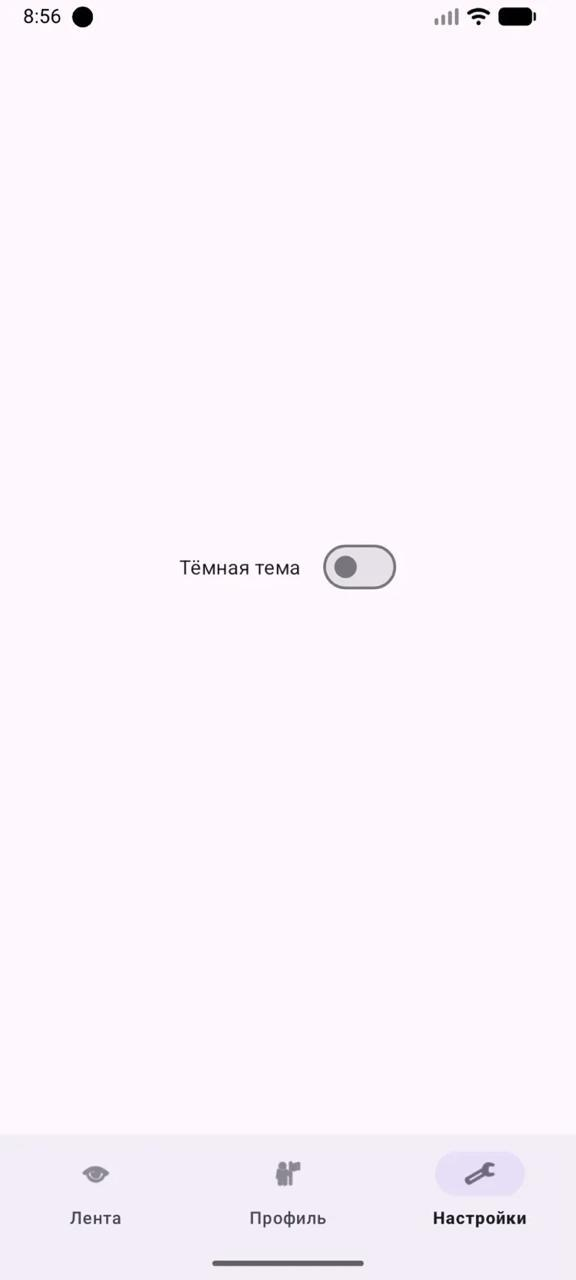 8:56
Тёмная тема
Лента
Профиль
Настройки